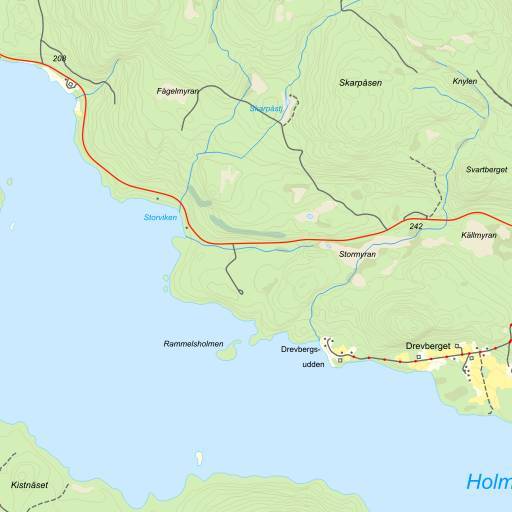 208
Fågelmyran
Skarpåsen
Knylen
Skarpåstj
Svartberget
Storviken
242
Källmyran
Stormyran
Rammelsholmen
Drevbergs-
udden
Drevberget
Kistnäset
Holm